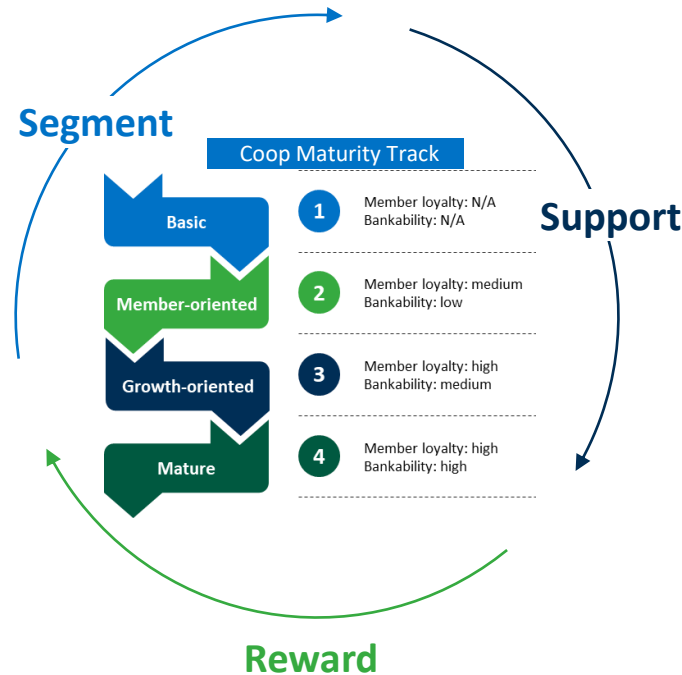 Segment
Support
Coop Maturity Track
Basic
1
Member loyalty: N/A
Bankability: N/A
Member-oriented
2
Member loyalty: medium
Bankability: low
Growth-oriented
3
Member loyalty: high
Bankability: medium
Mature
4
Member loyalty: high
Bankability: high
Reward